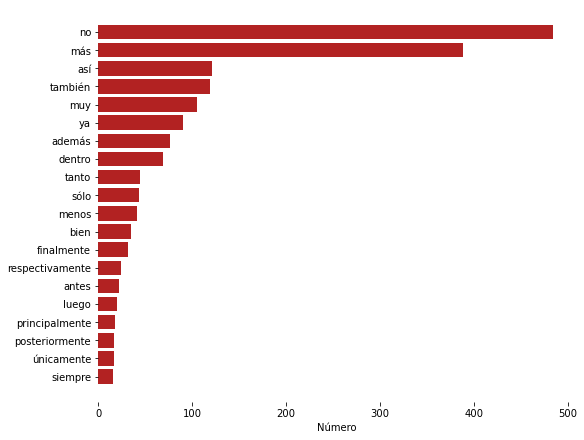 no
más
así
también
muy
ya
además
dentro
tanto
sólo
menos
bien
finalmente
respectivamente
antes
luego
principalmente
posteriormente
únicamente
siempre
0 100 200 300 400 500
Número